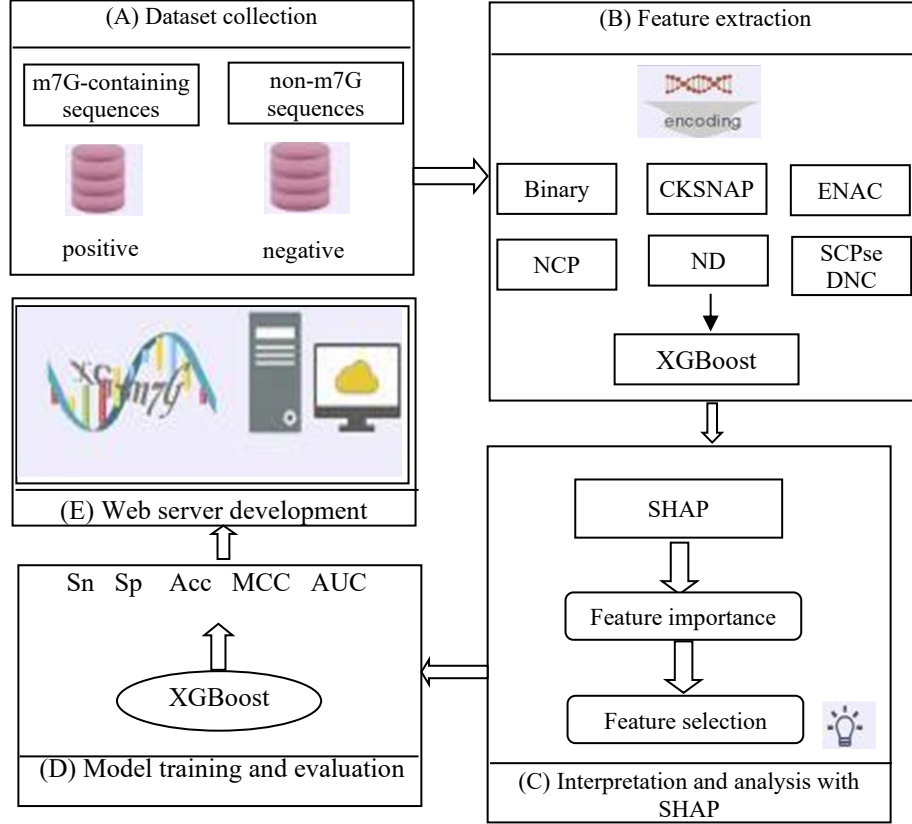 (A) Dataset collection
m7G-containing
sequences
non-m7G
sequences
positive
negative
(B) Feature extraction
encoding
Binary
CKSNAP
ENAC
NCP
ND
SCPse
DNC
XGBoost
SHAP
Feature importance
Feature selection
(C) Interpretation and analysis with
SHAP
Sn Sp Acc MCC AUC
XGBoost
(D) Model training and evaluation
XG-m7G
(E) Web server development